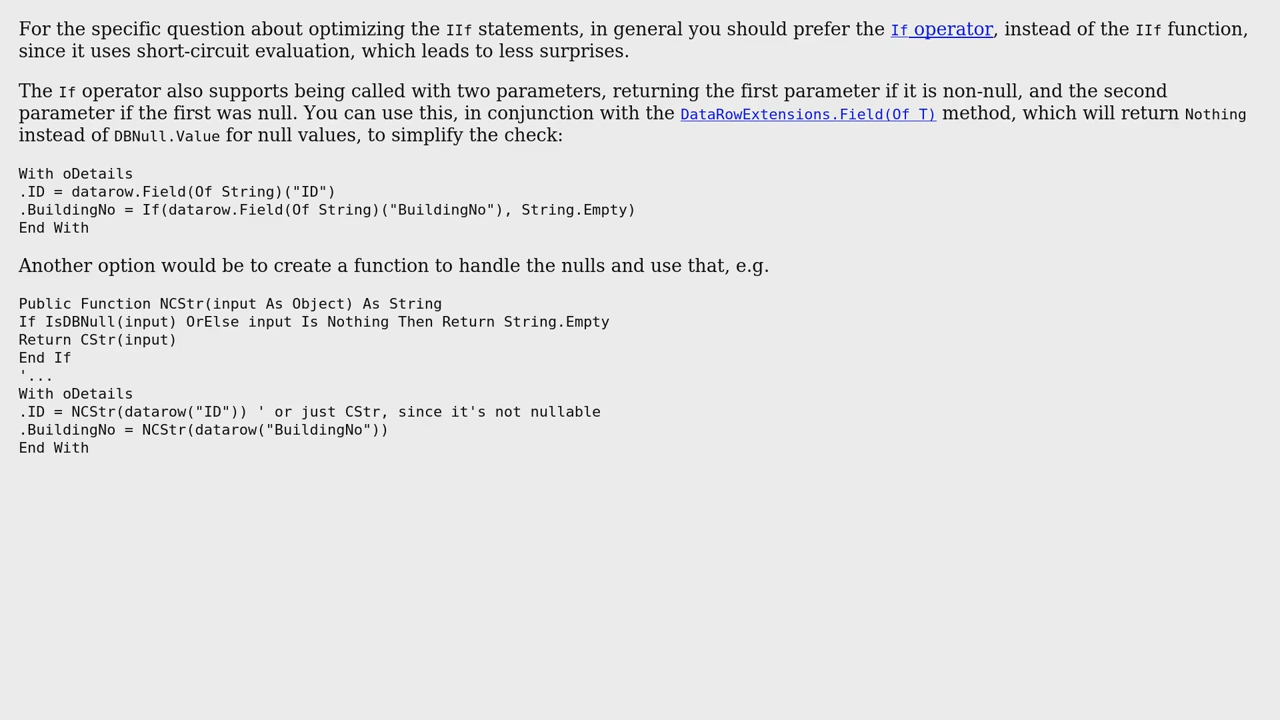 For the specific question about optimizing the IIf statements, in general you should prefer the If operator, instead of the IIf function,
since it uses short-circuit evaluation, which leads to less surprises.
The If operator also supports being called with two parameters, returning the first parameter if it is non-null, and the second
parameter if the first was null. You can use this, in conjunction with the DataRowExtensions.Field(Of T) method, which will return Nothing
instead of DBNull.Value for null values, to simplify the check:
With oDetails
.ID = datarow.Field(Of String)("ID")
.BuildingNo = If(datarow.Field(Of String)("BuildingNo"), String.Empty)
End With
Another option would be to create a function to handle the nulls and use that, e.g.
Public Function NCStr(input As Object) As String
If IsDBNull(input) OrElse input Is Nothing Then Return String.Empty
Return CStr(input)
End If
'...
With oDetails
.ID = NCStr(datarow("ID")) ' or just CStr, since it's not nullable
.BuildingNo = NCStr(datarow("BuildingNo"))
End With